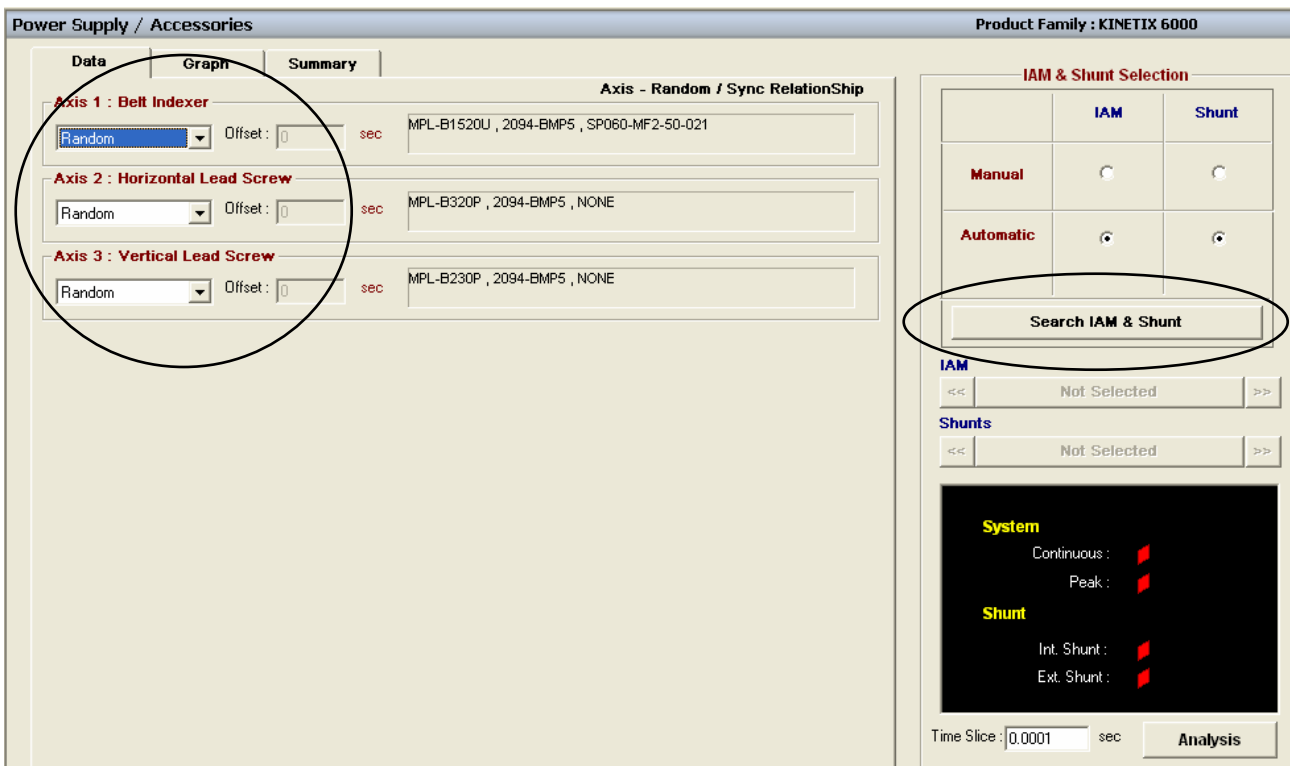 Power Supply / Accessories
Product Family : KINETIX 6000
Data
Graph
Summary
Axis - Random / Sync RelationShip
Axis 1 : Belt Indexer
Random
Offset :
0
sec
MPL-B1520U , 2094-BMP5 , SP060-MF2-50-021
Axis 2 : Horizontal Lead Screw
Random
Offset :
0
sec
MPL-B320P , 2094-BMP5 , NONE
Axis 3 : Vertical Lead Screw
Random
Offset :
0
sec
MPL-B230P , 2094-BMP5 , NONE
IAM & Shunt Selection
IAM
Shunt
Manual
Automatic
Search IAM & Shunt
IAM
<<
Not Selected
>>
Shunts
<<
Not Selected
>>
System
Continuous :
Peak :
Shunt
Int. Shunt :
Ext. Shunt :
Time Slice :
0.0001
sec
Analysis